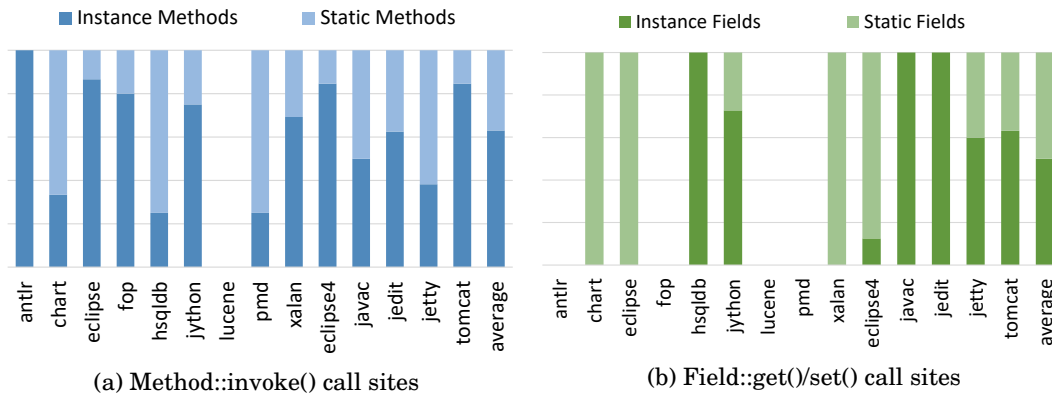 Instance Methods Static Methods
antlr
chart
eclipse
fop
hsqldb
jython
lucene
pmd
xalan
eclipse4
javac
jedit
jetty
tomcat
average
(a) Method::invoke() call sites
Instance Fields Static Fields
antlr
chart
eclipse
fop
hsqldb
jython
lucene
pmd
xalan
evlipse4
javac
jedit
jetty
tomcat
average
(b) Field::get()/set() call sites